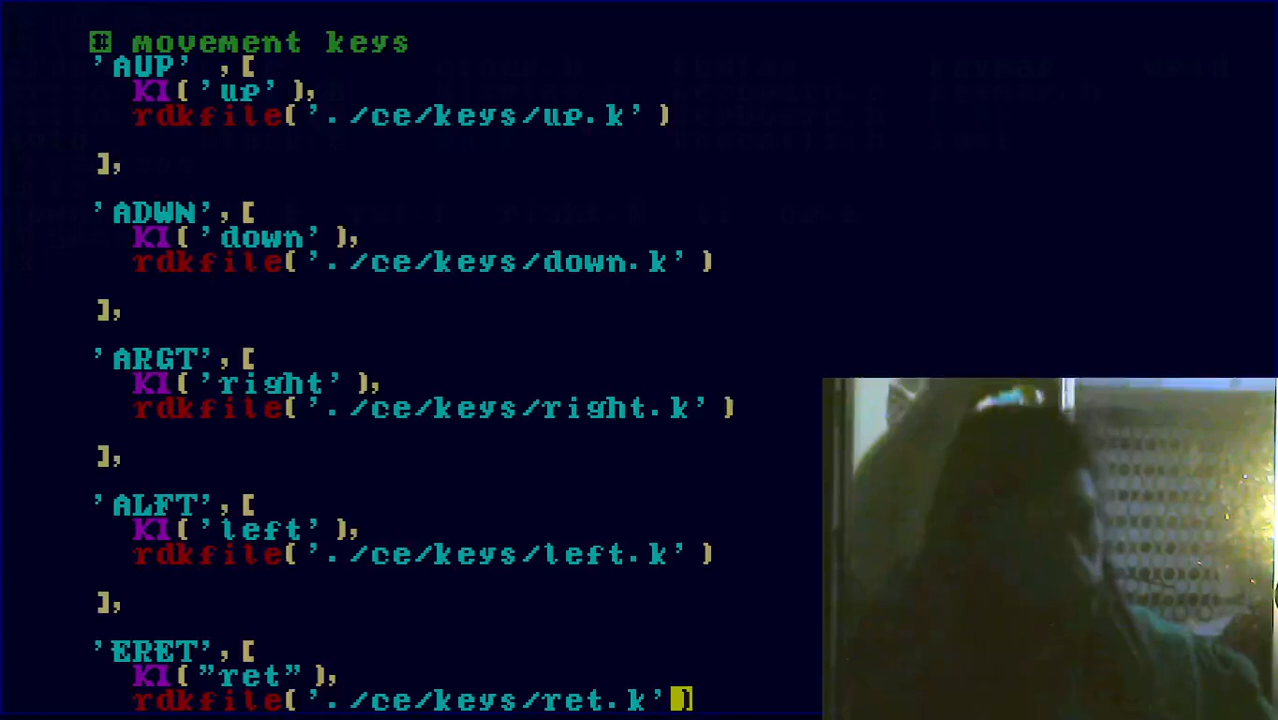 # movement keys
'AUP' ,[
KI('up'),
rdkfile('./ce/keys/up.k')
],
'ADWN',[
KI('down'),
rdkfile('./ce/keys/down.k')
],
'ARGT',[
KI('right'),
rdkfile('./ce/keys/right.k')
],
'ALFT',[
KI('left'),
rdkfile('./ce/keys/left.k')
],
'ERET',[
KI("ret"),
rdkfile('./ce/keys/ret.k')